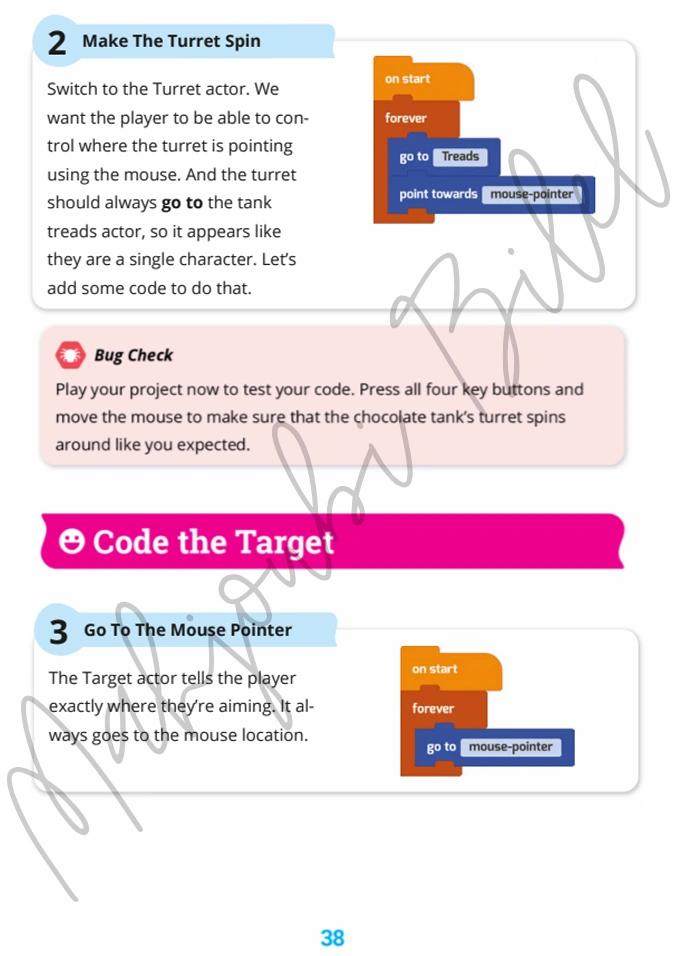 2 Make The Turret Spin
Switch to the Turret actor. We
want the player to be able to con-
trol where the turret is pointing
using the mouse. And the turret
should always go to the tank
treads actor, so it appears like
they are a single character. Let's
add some code to do that.
on start
forever
go to Treads
point towards mouse-pointer
Bug Check
Play your project now to test your code. Press all four key buttons and
move the mouse to make sure that the chocolate tank's turret spins
around like you expected.
Code the Target
3 Go To The Mouse Pointer
The Target actor tells the player
exactly where they're aiming. It al-
ways goes to the mouse location.
on start
forever
go to mouse-pointer
38